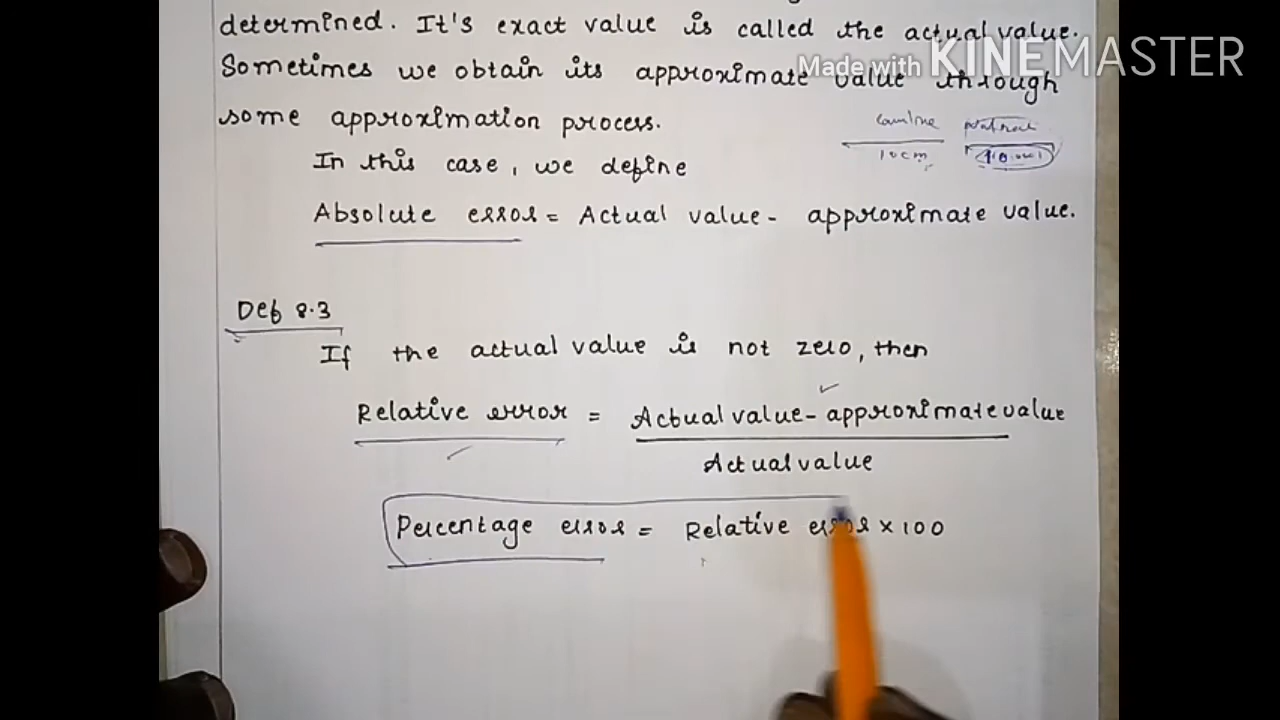 determined. It's exact value is called the actual value.
Made with KINEMASTER
Sometimes we obtain its approximate value through
some approximation process.
10cm
In this case, we define
Absolute error = Actual value - approximate value.
Def 8.3
If the actual value is not zero, then
Relative error = Actual value - approximate value
Actual value
Percentage error = Relative error × 100